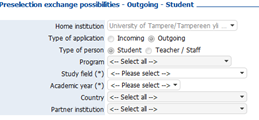 Preselection exchange possibilities - Outgoing - Student
Home institution University of Tampere/Tampereen yli
Type of application Incoming Outgoing
Type of person Student Teacher / Staff
Program <-- Select all -->
Study field (*) <-- Please select -->
Academic year (*) <-- Please select -->
Country <-- Select all -->
Partner institution <-- Select all -->